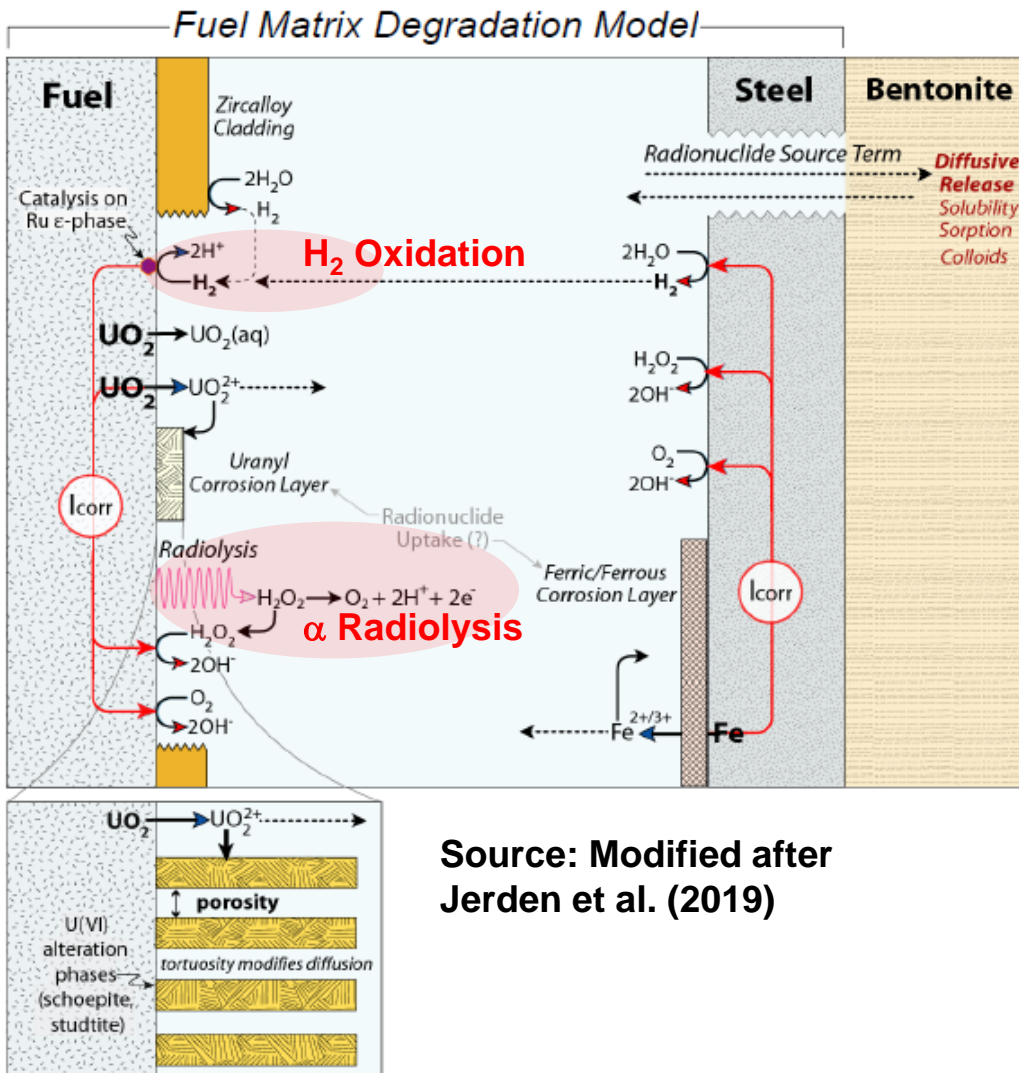 Fuel Matrix Degradation Model
Fuel
Steel
Bentonite
Zircalloy
Cladding
2H₂O
H₂
Catalysis on
Ru ε-phase
2H⁺
H₂
H₂ Oxidation
UO₂
UO₂(aq)
UO₂
UO₂²⁺
Uranyl
Corrosion Layer
Icorr
Radionuclide
Uptake (?)
Radiolysis
H₂O₂
O₂ + 2H⁺ + 2e⁻
α Radiolysis
H₂O₂
2OH⁻
O₂
2OH⁻
Radionuclide Source Term
Diffusive
Release
Solubility
Sorption
Colloids
2H₂O
H₂
H₂O₂
2OH⁻
O₂
2OH⁻
Ferric/Ferrous
Corrosion Layer
Icorr
Fe²⁺/³⁺
Fe
UO₂
UO₂²⁺
porosity
U(VI)
alteration
phases
(schoepite,
studtite)
tortuosity modifies diffusion
Source: Modified after
Jerden et al. (2019)